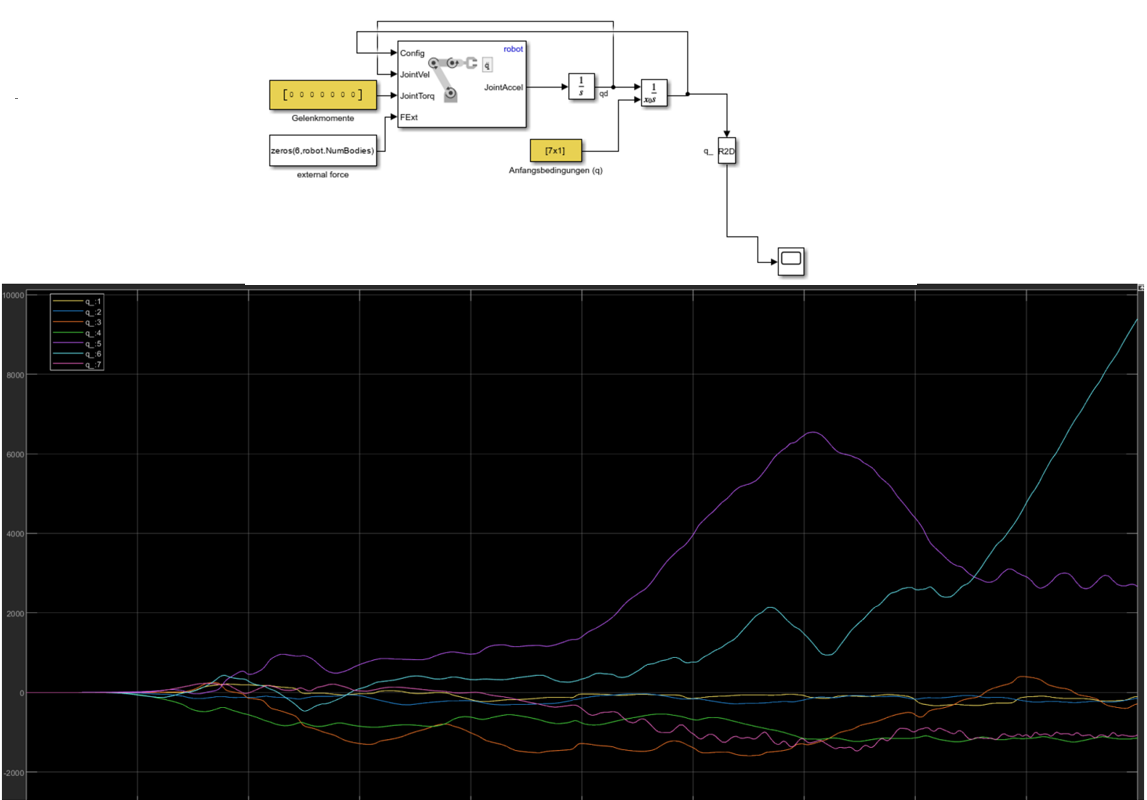 Config
robot
q̈
JointVel
JointAccel
[0 0 0 0 0 0 0]
JointTorq
1
s
qd
1
x₀s
Gelenkmomente
FExt
zeros(6,robot.NumBodies)
external force
[7x1]
Anfangsbedingungen (q)
q_
R2D
10000
q_:1
q_:2
q_:3
q_:4
q_:5
q_:6
q_:7
8000
6000
4000
2000
0
-2000